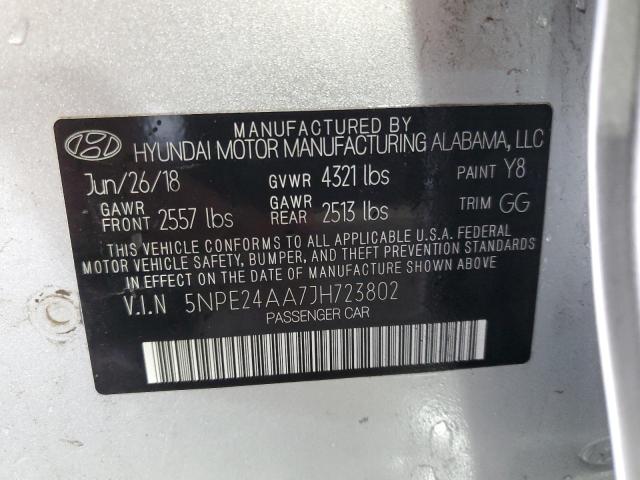 MANUFACTURED BY
HYUNDAI MOTOR MANUFACTURING ALABAMA, LLC
Jun/26/18 GVWR 4321 lbs PAINT Y8
GAWR FRONT 2557 lbs GAWR REAR 2513 lbs TRIM GG
THIS VEHICLE CONFORMS TO ALL APPLICABLE U.S.A. FEDERAL
MOTOR VEHICLE SAFETY, BUMPER, AND THEFT PREVENTION STANDARDS
IN EFFECT ON THE DATE OF MANUFACTURE SHOWN ABOVE
V.I.N 5NPE24AA7JH723802
PASSENGER CAR